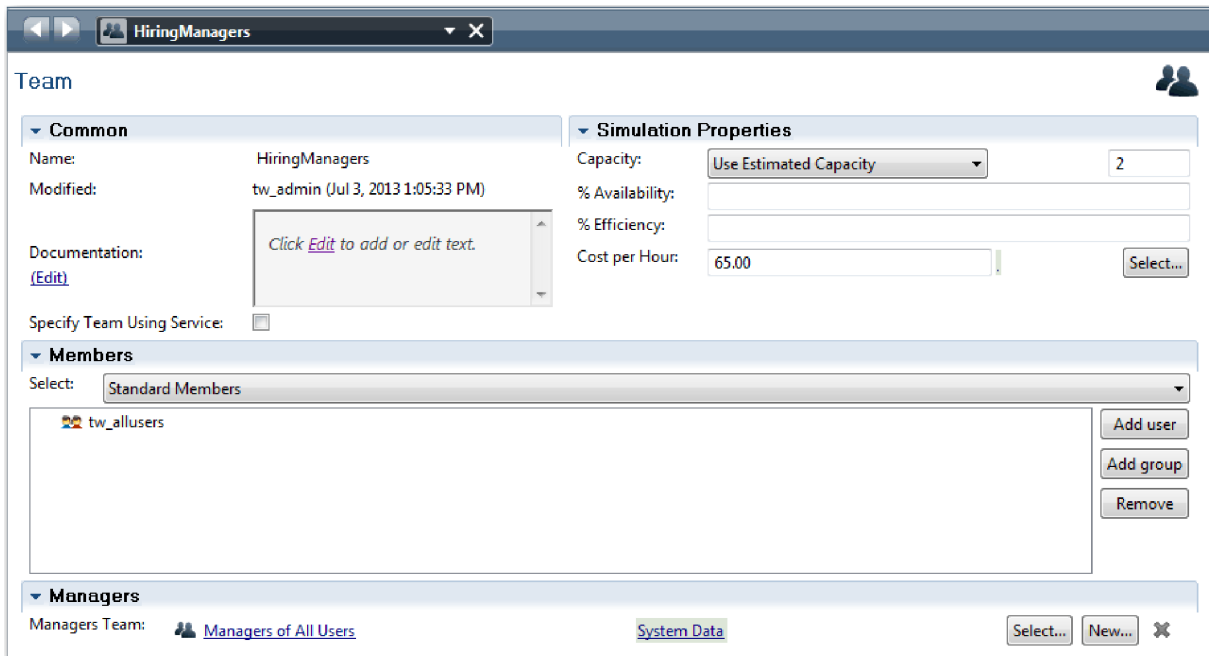 HiringManagers
Team
Common
Name: HiringManagers
Modified: tw_admin (Jul 3, 2013 1:05:33 PM)
Documentation:
(Edit)
Click Edit to add or edit text.
Specify Team Using Service:
Simulation Properties
Capacity: Use Estimated Capacity 2
% Availability:
% Efficiency:
Cost per Hour: 65.00 . Select...
Members
Select: Standard Members
tw_allusers
Add user
Add group
Remove
Managers
Managers Team: Managers of All Users System Data Select... New...